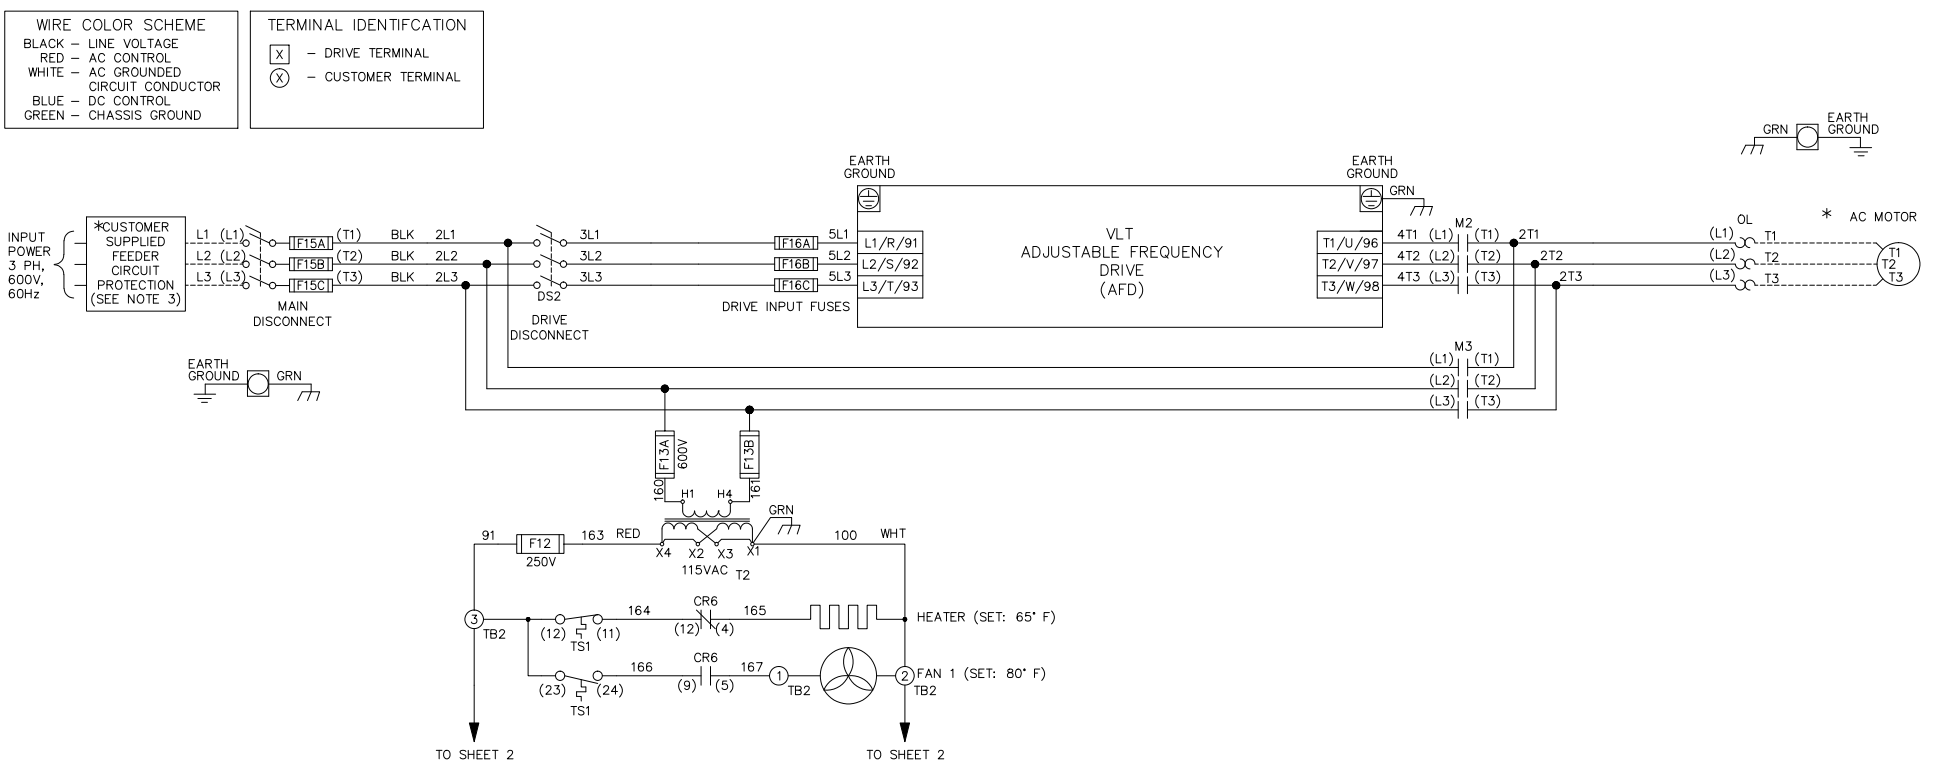 WIRE COLOR SCHEME
BLACK – LINE VOLTAGE
RED – AC CONTROL
WHITE – AC GROUNDED
CIRCUIT CONDUCTOR
BLUE – DC CONTROL
GREEN – CHASSIS GROUND
TERMINAL IDENTIFCATION
X – DRIVE TERMINAL
X – CUSTOMER TERMINAL
GRN
EARTH
GROUND
INPUT
POWER
3 PH,
600V,
60Hz
*CUSTOMER
SUPPLIED
FEEDER
CIRCUIT
PROTECTION
(SEE NOTE 3)
L1 (L1) F15A (T1) BLK 2L1
L2 (L2) F15B (T2) BLK 2L2
L3 (L3) F15C (T3) BLK 2L3
MAIN
DISCONNECT
3L1
3L2
3L3
DS2
DRIVE
DISCONNECT
F16A 5L1
F16B 5L2
F16C 5L3
DRIVE INPUT FUSES
EARTH
GROUND
L1/R/91
L2/S/92
L3/T/93
VLT
ADJUSTABLE FREQUENCY
DRIVE
(AFD)
EARTH
GROUND
GRN
T1/U/96
T2/V/97
T3/W/98
M2
4T1 (L1) (T1) 2T1
4T2 (L2) (T2) 2T2
4T3 (L3) (T3) 2T3
OL
(L1) T1
(L2) T2
(L3) T3
* AC MOTOR
T1
T2
T3
M3
(L1) (T1)
(L2) (T2)
(L3) (T3)
EARTH
GROUND
GRN
F13A
600V
F13B
160
161
H1 H4
GRN
91 F12 163 RED
250V
X4 X2 X3 X1
100 WHT
115VAC T2
3
TB2
(12) (11)
TS1
164
CR6
(12) (4)
165
HEATER (SET: 65° F)
(23) (24)
TS1
166
CR6
(9) (5)
167
1
TB2
2
TB2
FAN 1 (SET: 80° F)
TO SHEET 2
TO SHEET 2